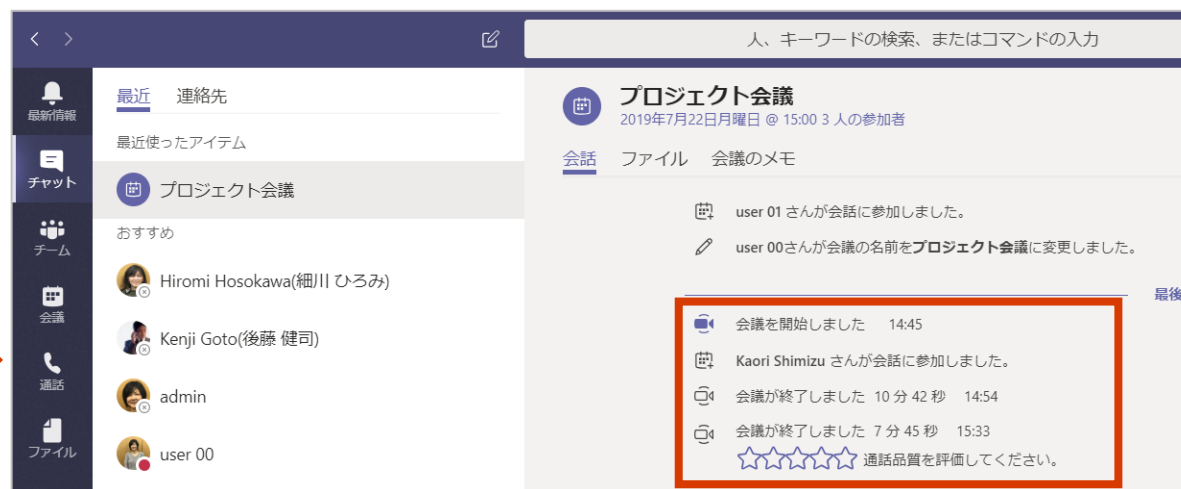 人、キーワードの検索、またはコマンドの入力
最新情報
チャット
チーム
会議
通話
ファイル
最近 連絡先
最近使ったアイテム
プロジェクト会議
おすすめ
Hiromi Hosokawa(細川 ひろみ)
Kenji Goto(後藤 健司)
admin
user 00
プロジェクト会議
2019年7月22日月曜日 @ 15:00 3 人の参加者
会話 ファイル 会議のメモ
user 01 さんが会話に参加しました。
user 00さんが会議の名前をプロジェクト会議に変更しました。
最後
会議を開始しました 14:45
Kaori Shimizu さんが会話に参加しました。
会議が終了しました 10 分 42 秒 14:54
会議が終了しました 7 分 45 秒 15:33
通話品質を評価してください。